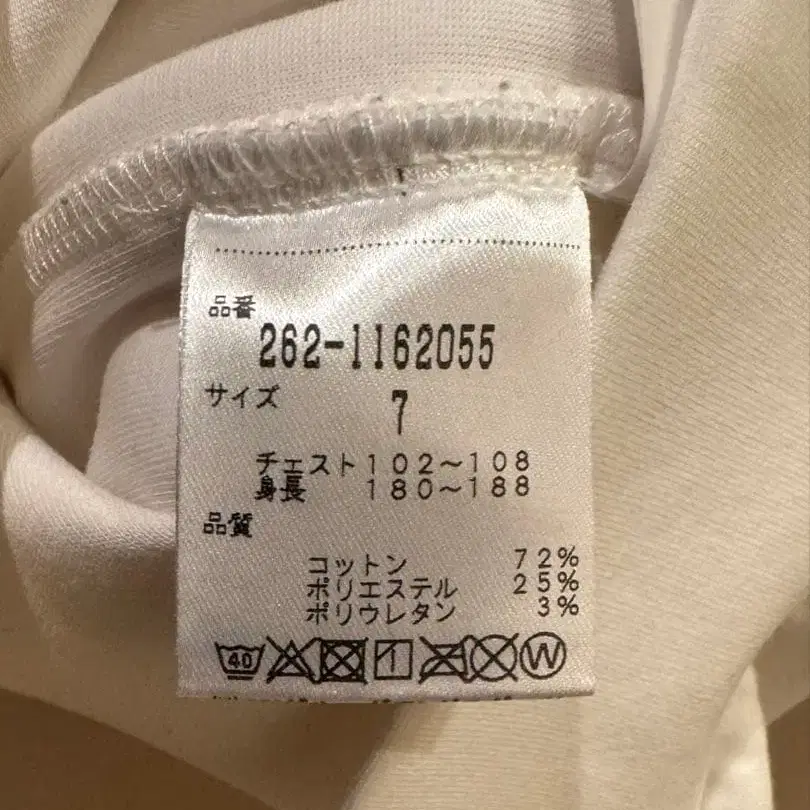 品番
262-1162055
サイズ
7
チェスト102〜108
身長 180〜188
品質
コットン 72%
ポリエステル 25%
ポリウレタン 3%
40 W